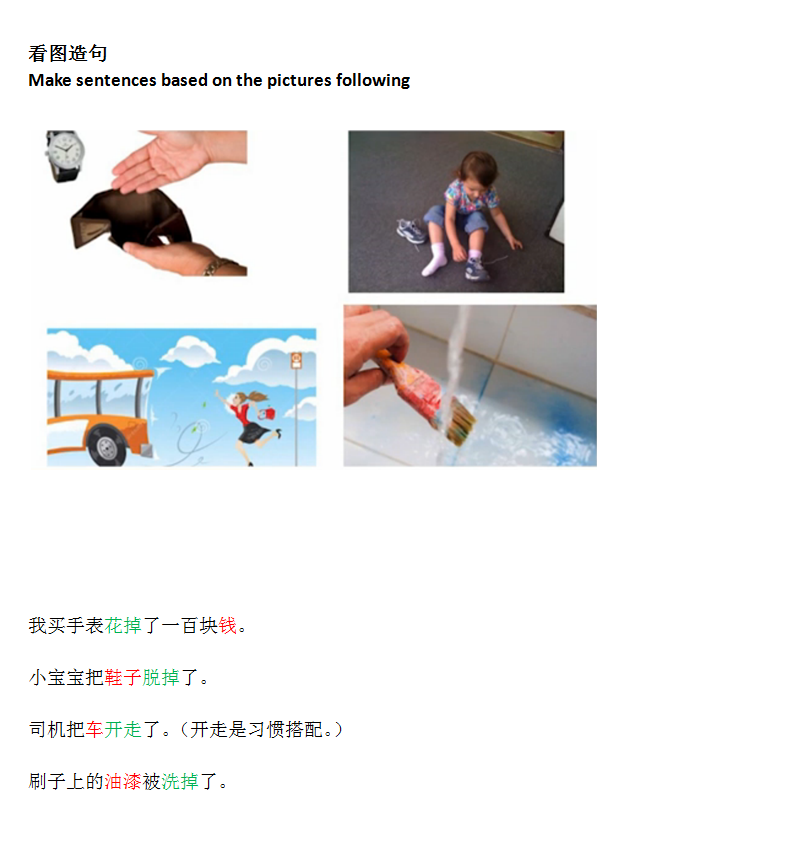 看图造句
Make sentences based on the pictures following
我买手表花掉了一百块钱。
小宝宝把鞋子脱掉了。
司机把车开走了。（开走是习惯搭配。）
刷子上的油漆被洗掉了。